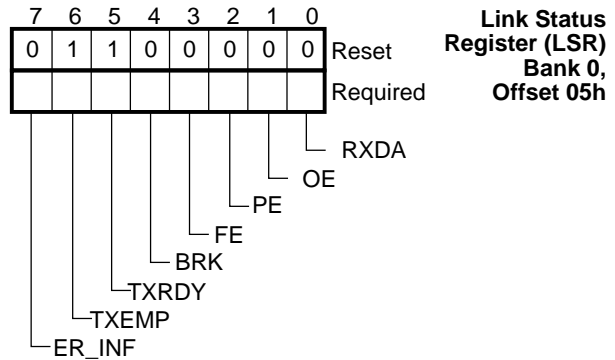 7 6 5 4 3 2 1 0
Link Status
Register (LSR)
Bank 0,
Offset 05h
0 1 1 0 0 0 0 0 Reset
Required
RXDA
OE
PE
FE
BRK
TXRDY
TXEMP
ER_INF